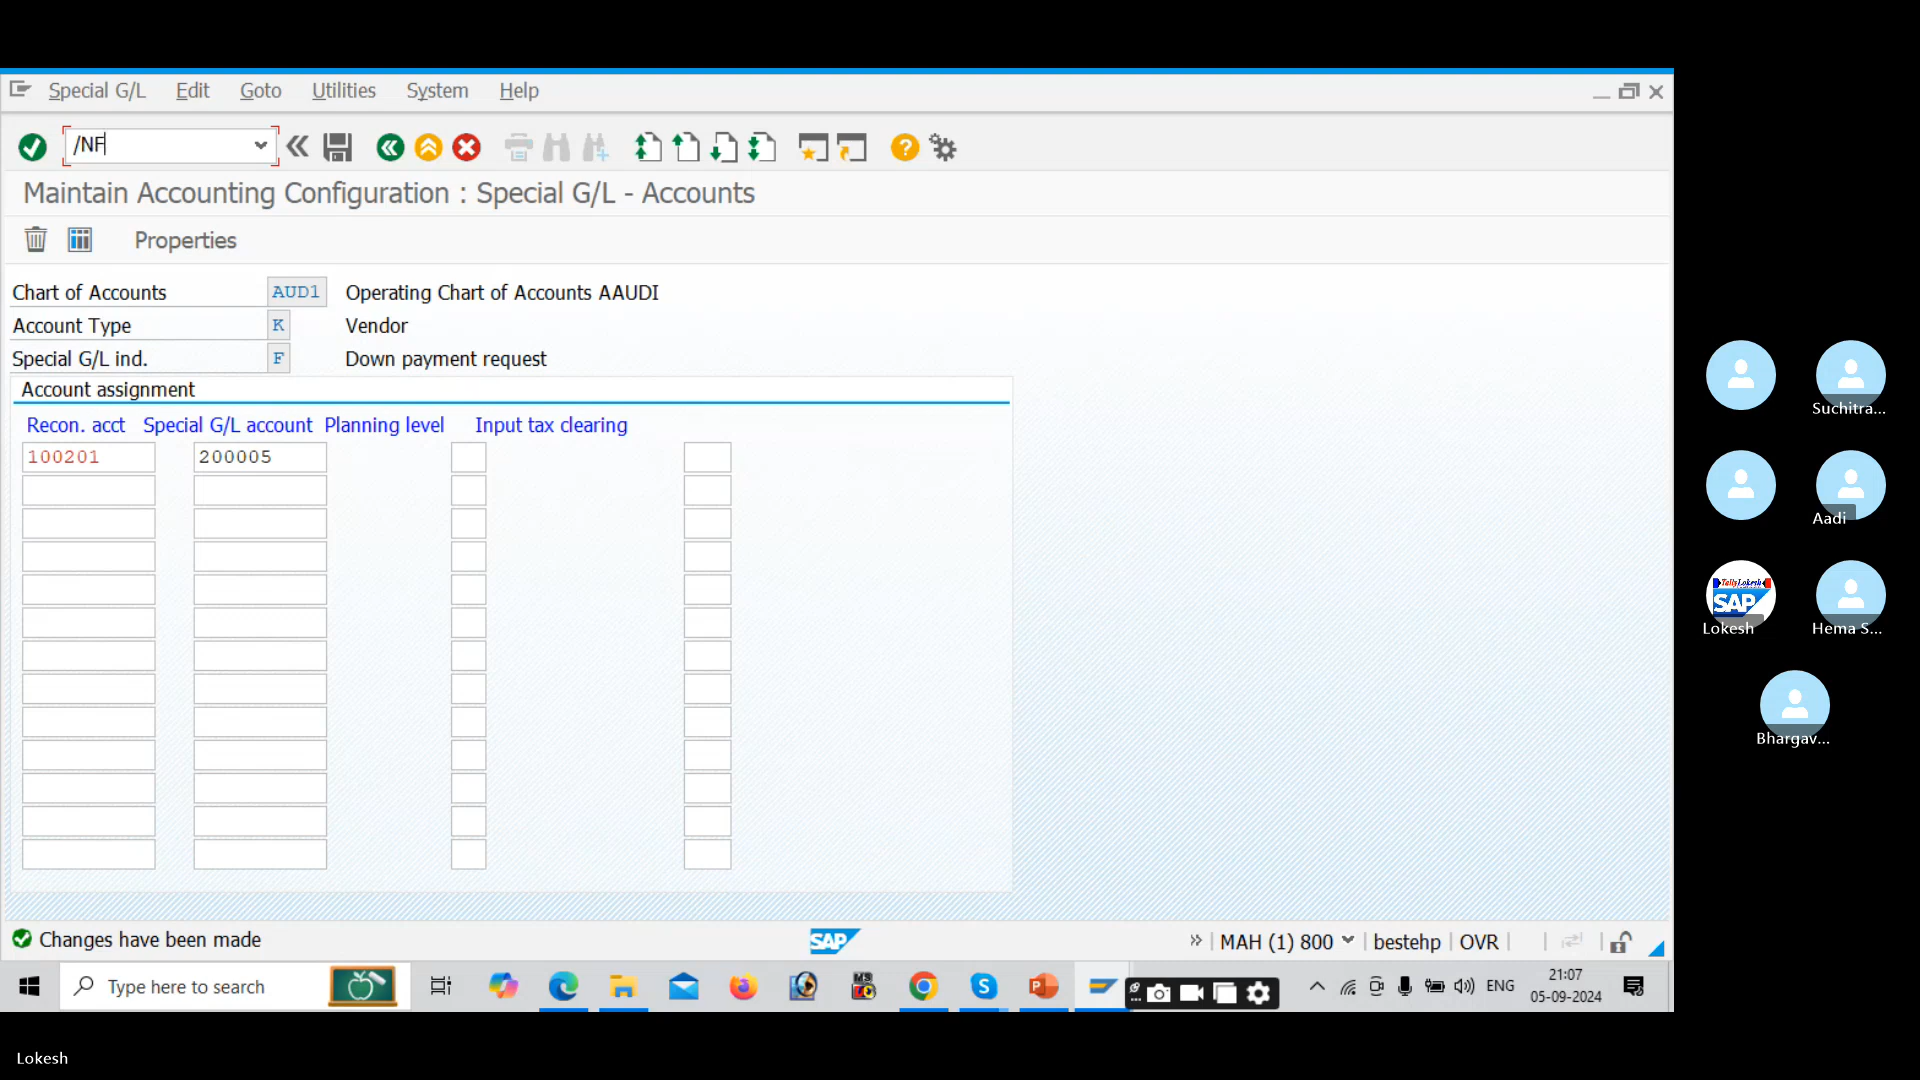 Special G/L Edit Goto Utilities System Help
/NF
Maintain Accounting Configuration : Special G/L - Accounts
Properties
Chart of Accounts AUD1 Operating Chart of Accounts AAUDI
Account Type K Vendor
Special G/L ind. F Down payment request
Account assignment
Recon. acct Special G/L account Planning level Input tax clearing
100201 200005
Changes have been made SAP MAH (1) 800 bestehp OVR
Type here to search ENG 21:07
05-09-2024
Suchitra...
Aadi
Tally Lokesh
SAP
Lokesh Hema S...
Bhargav...
Lokesh